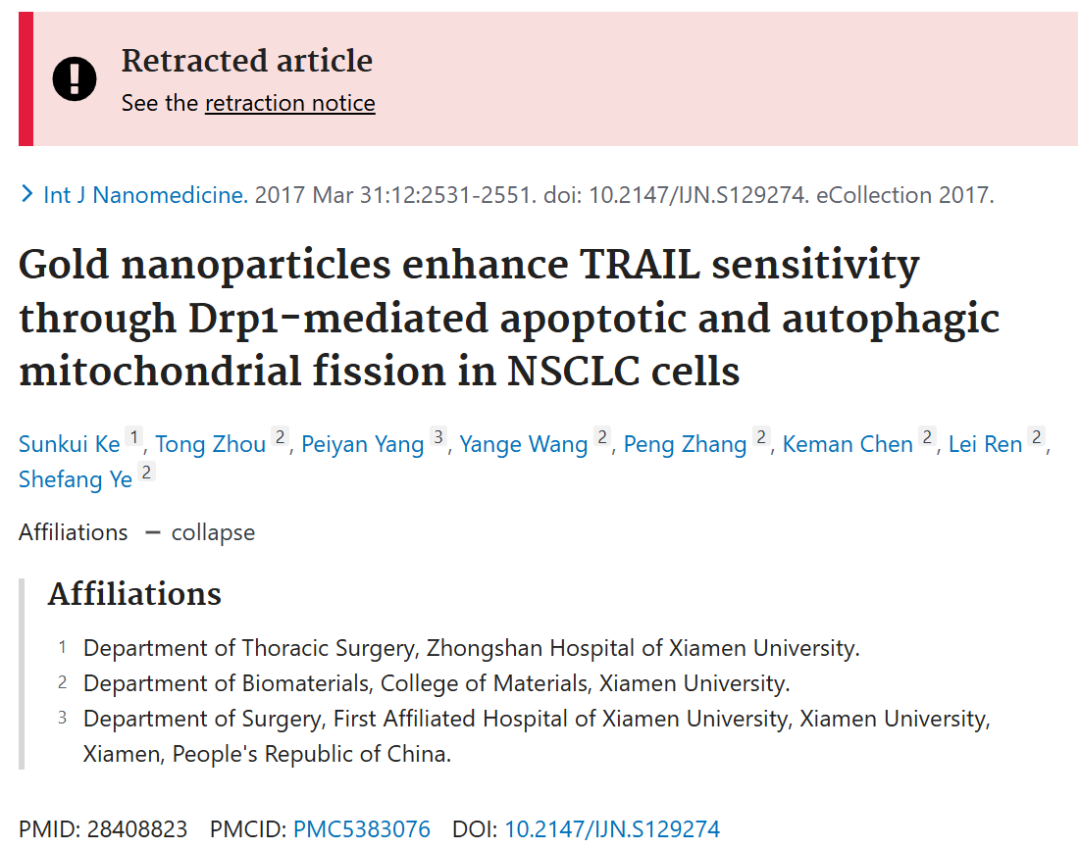 Retracted article
See the retraction notice
Int J Nanomedicine. 2017 Mar 31:12:2531-2551. doi: 10.2147/IJN.S129274. eCollection 2017.
Gold nanoparticles enhance TRAIL sensitivity
through Drp1-mediated apoptotic and autophagic
mitochondrial fission in NSCLC cells
Sunkui Ke 1, Tong Zhou 2, Peiyan Yang 3, Yange Wang 2, Peng Zhang 2, Keman Chen 2, Lei Ren 2,
Shefang Ye 2
Affiliations − collapse
Affiliations
1 Department of Thoracic Surgery, Zhongshan Hospital of Xiamen University.
2 Department of Biomaterials, College of Materials, Xiamen University.
3 Department of Surgery, First Affiliated Hospital of Xiamen University, Xiamen University,
Xiamen, People's Republic of China.
PMID: 28408823 PMCID: PMC5383076 DOI: 10.2147/IJN.S129274